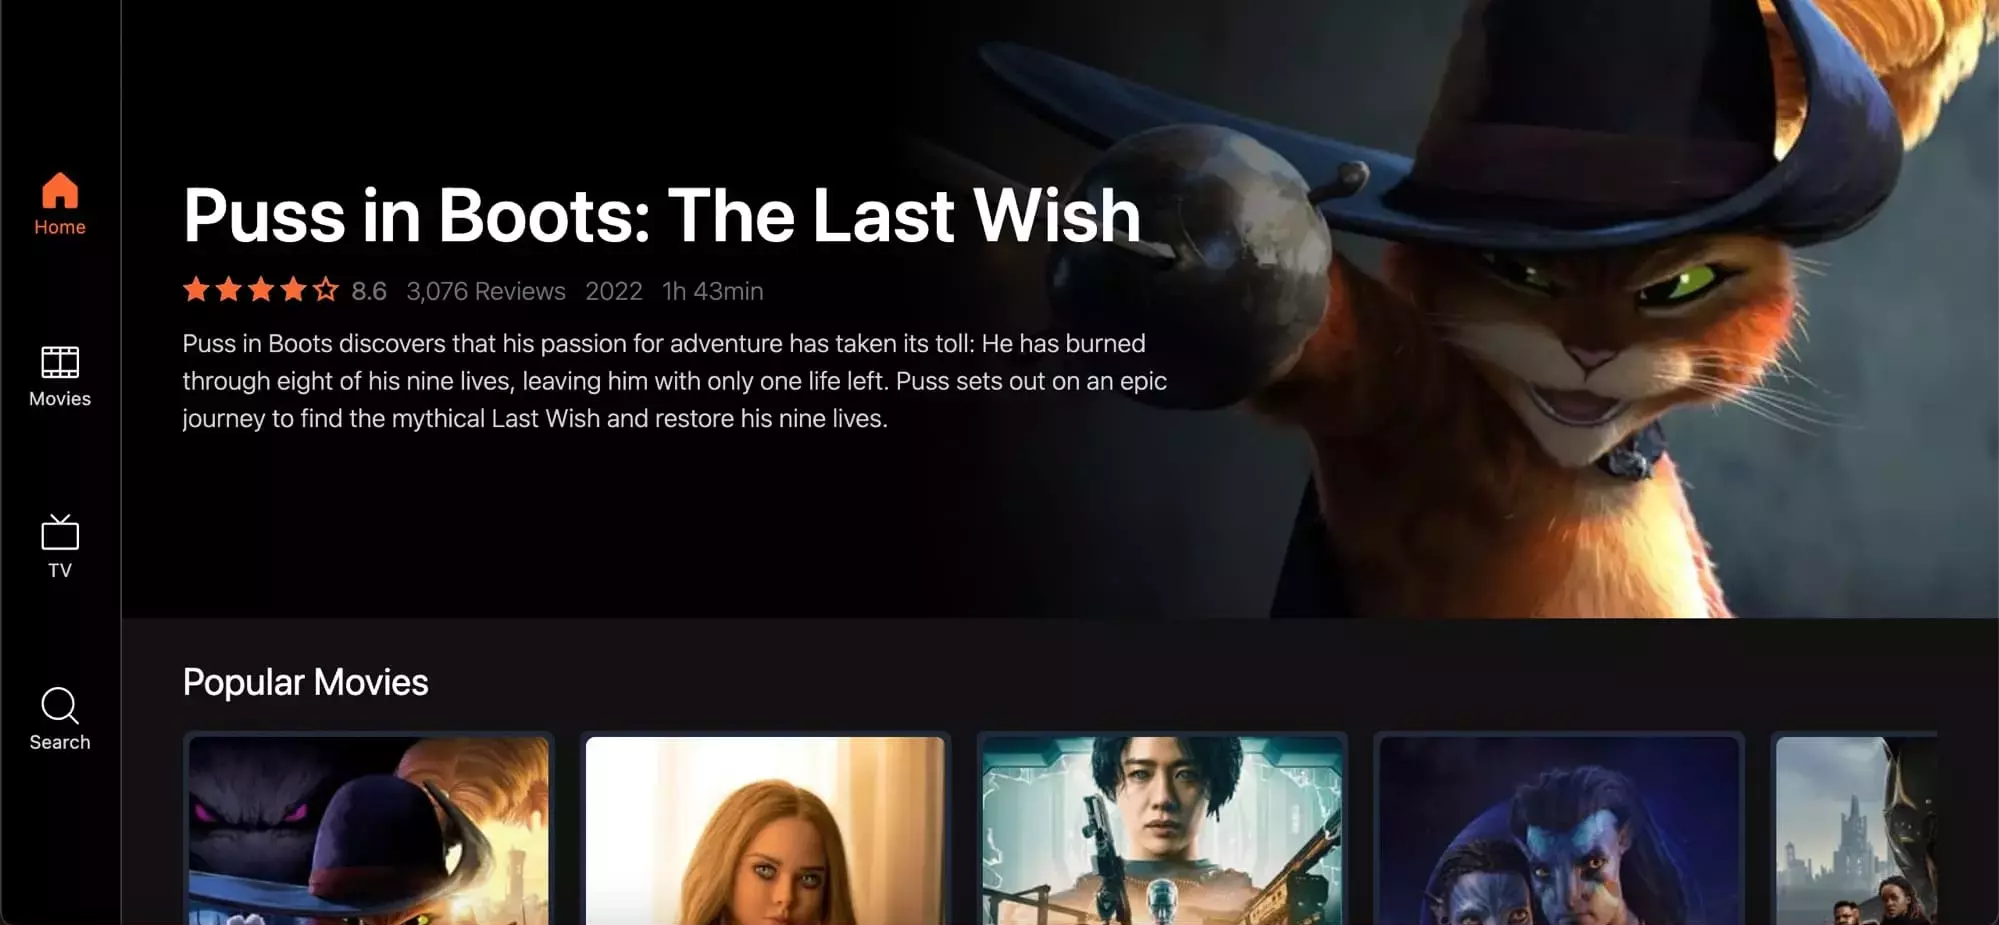 Home
Movies
TV
Search
Puss in Boots: The Last Wish
8.6 3,076 Reviews 2022 1h 43min
Puss in Boots discovers that his passion for adventure has taken its toll: He has burned
through eight of his nine lives, leaving him with only one life left. Puss sets out on an epic
journey to find the mythical Last Wish and restore his nine lives.
Popular Movies